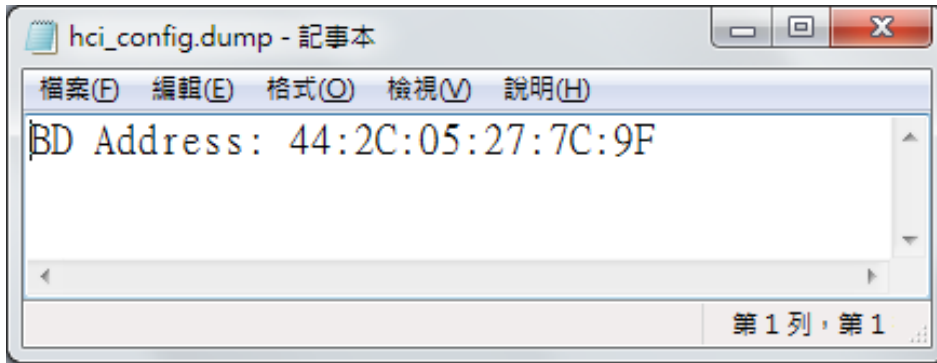 hci_config.dump - 記事本
檔案(F) 編輯(E) 格式(O) 檢視(V) 說明(H)
BD Address: 44:2C:05:27:7C:9F
第 1 列，第 1